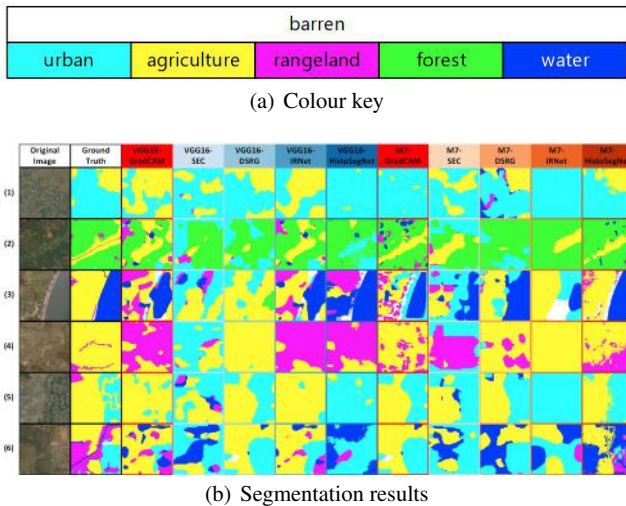 barren
urban agriculture rangeland forest water
(a) Colour key
Original Image Ground Truth VGG16-GradCAM VGG16-SEC VGG16-DSRG VGG16-IRNet VGG16-HistoSegNet M7-GradCAM M7-SEC M7-DSRG M7-IRNet M7-HistoSegNet
(1)
(2)
(3)
(4)
(5)
(6)
(b) Segmentation results